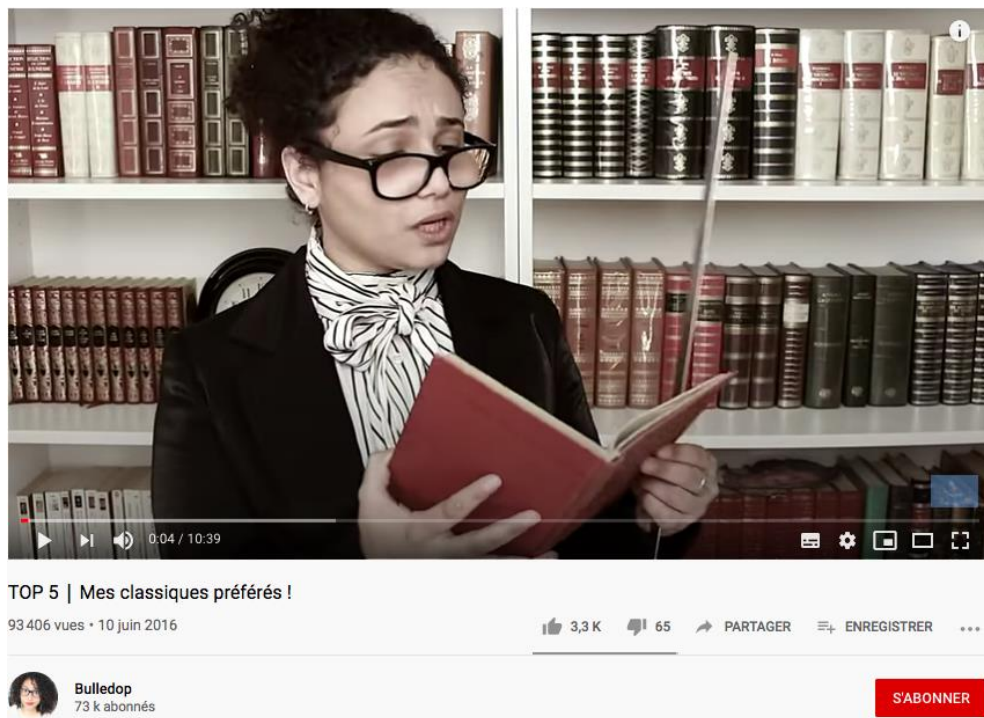 0:04 / 10:39
TOP 5 | Mes classiques préférés !
93 406 vues • 10 juin 2016
3,3 K 65 PARTAGER ENREGISTRER
Bulledop
73 k abonnés
S'ABONNER